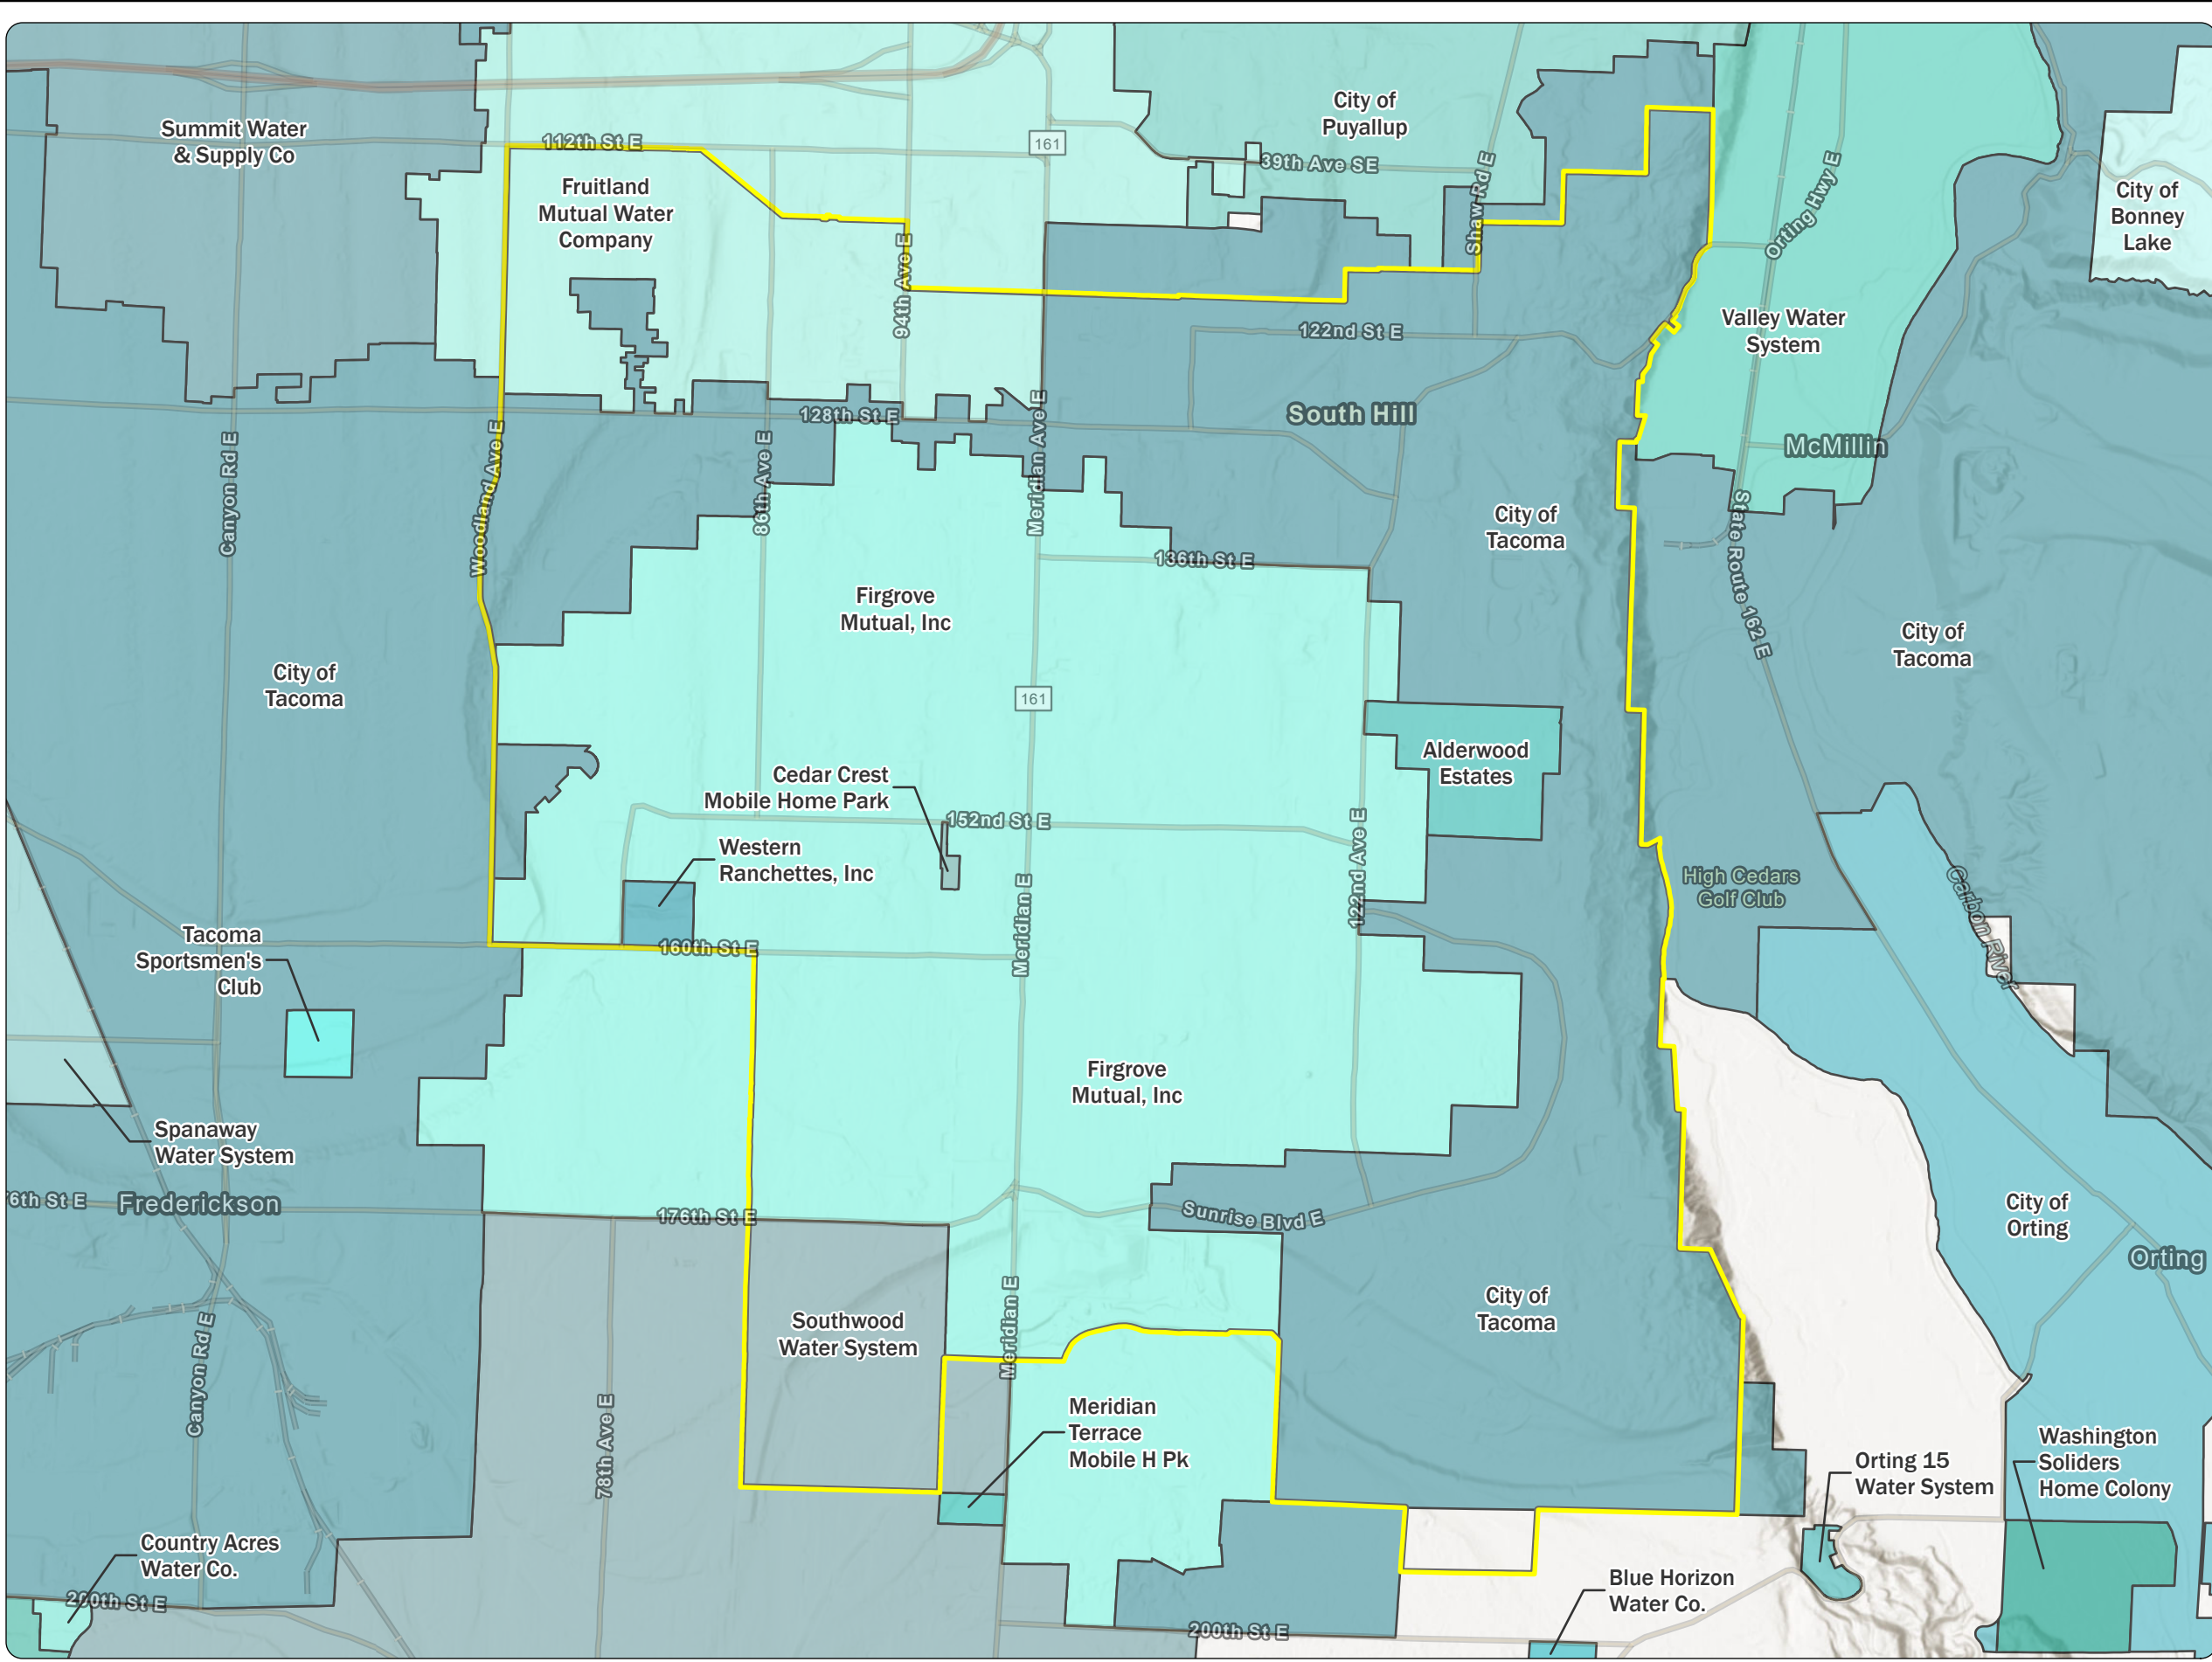 Summit Water
& Supply Co
112th St E
161
City of
Puyallup
39th Ave SE
Shaw Rd E
Orting Hwy E
City of
Bonney
Lake
Fruitland
Mutual Water
Company
94th Ave E
122nd St E
Valley Water
System
128th St E
South Hill
McMillin
Canyon Rd E
Woodland Ave E
86th Ave E
Meridian Ave E
State Route 162 E
City of
Tacoma
136th St E
Firgrove
Mutual, Inc
City of
Tacoma
City of
Tacoma
161
Alderwood
Estates
Cedar Crest
Mobile Home Park
152nd St E
122nd Ave E
Western
Ranchettes, Inc
High Cedars
Golf Club
Carbon River
Meridian E
160th St E
Tacoma
Sportsmen's
Club
Firgrove
Mutual, Inc
Spanaway
Water System
6th St E
Frederickson
176th St E
Sunrise Blvd E
City of
Orting
Orting
Southwood
Water System
Meridian E
City of
Tacoma
Canyon Rd E
78th Ave E
Meridian
Terrace
Mobile H Pk
Orting 15
Water System
Washington
Soliders
Home Colony
Country Acres
Water Co.
200th St E
Blue Horizon
Water Co.
200th St E